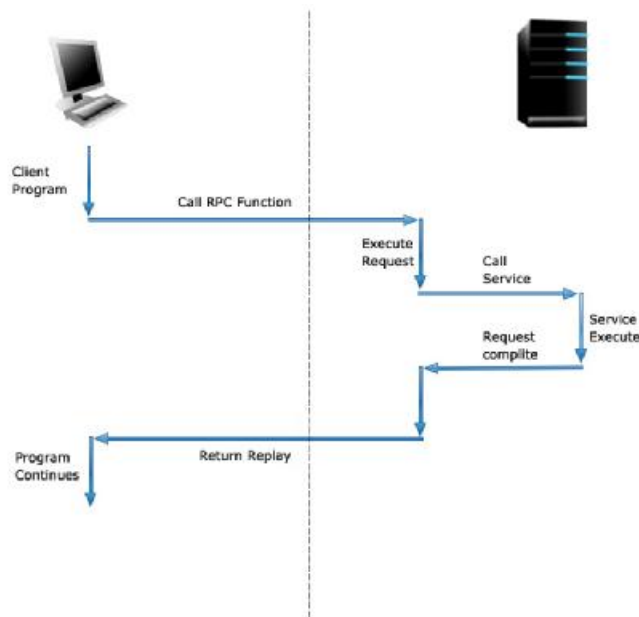 Client
Program
Call RPC Function
Execute
Request
Call
Service
Service
Execute
Request
complite
Return Replay
Program
Continues